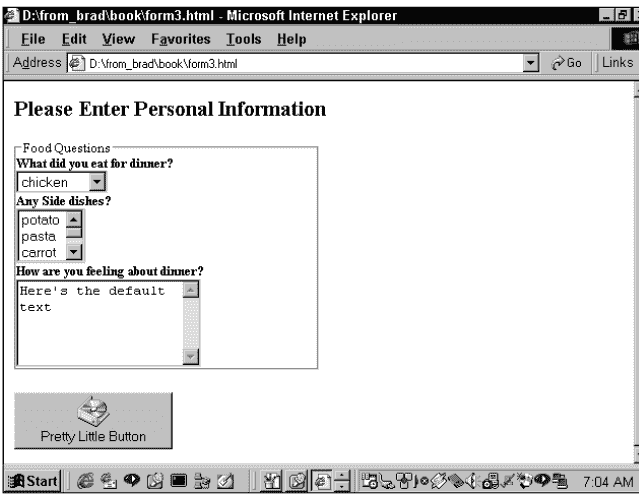 D:\from_brad\book\form3.html - Microsoft Internet Explorer
File Edit View Favorites Tools Help
Address D:\from_brad\book\form3.html Go Links
Please Enter Personal Information
Food Questions
What did you eat for dinner?
chicken
Any Side dishes?
potato
pasta
carrot
How are you feeling about dinner?
Here's the default
text
Pretty Little Button
Start 7:04 AM